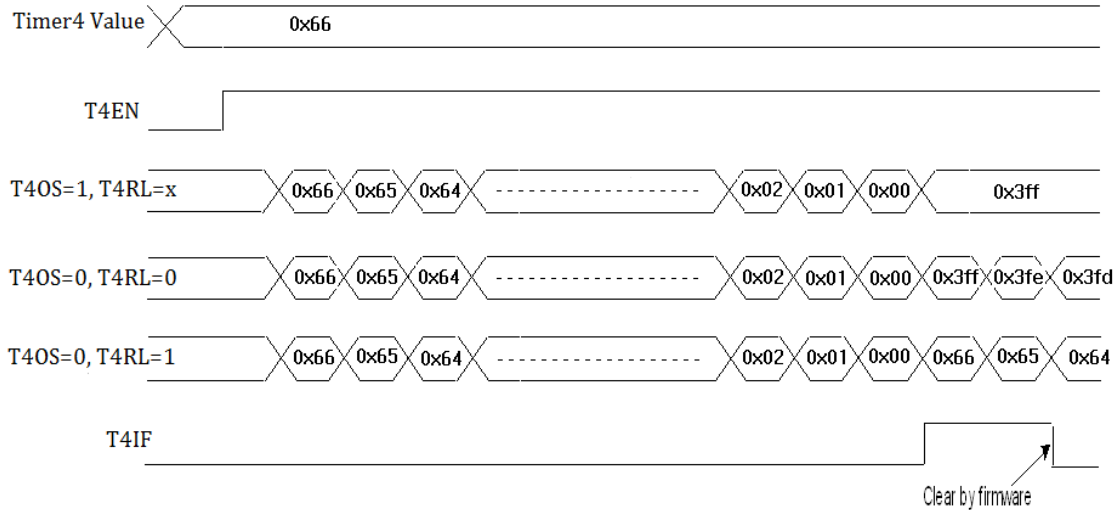 Timer4 Value 0x66
T4EN
T4OS=1, T4RL=x 0x66 0x65 0x64 0x02 0x01 0x00 0x3ff
T4OS=0, T4RL=0 0x66 0x65 0x64 0x02 0x01 0x00 0x3ff 0x3fe 0x3fd
T4OS=0, T4RL=1 0x66 0x65 0x64 0x02 0x01 0x00 0x66 0x65 0x64
T4IF
Clear by firmware